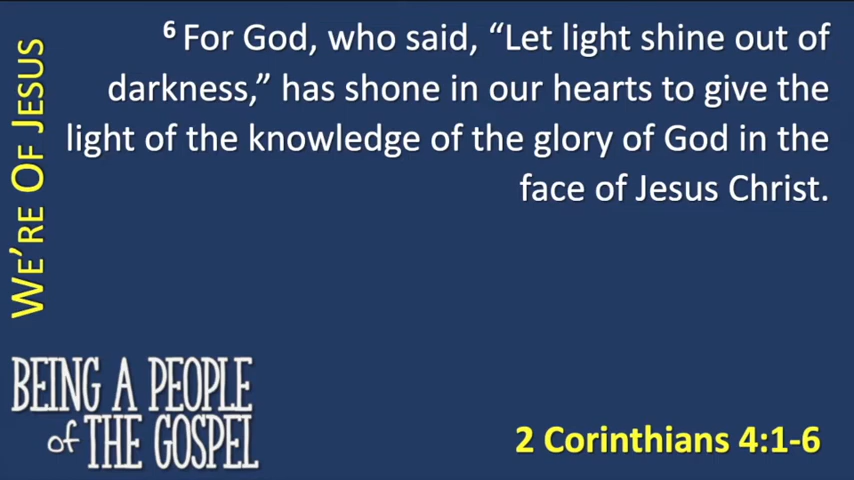 6 For God, who said, “Let light shine out of
darkness,” has shone in our hearts to give the
light of the knowledge of the glory of God in the
face of Jesus Christ.
WE’RE OF JESUS
BEING A PEOPLE
of THE GOSPEL
2 Corinthians 4:1-6